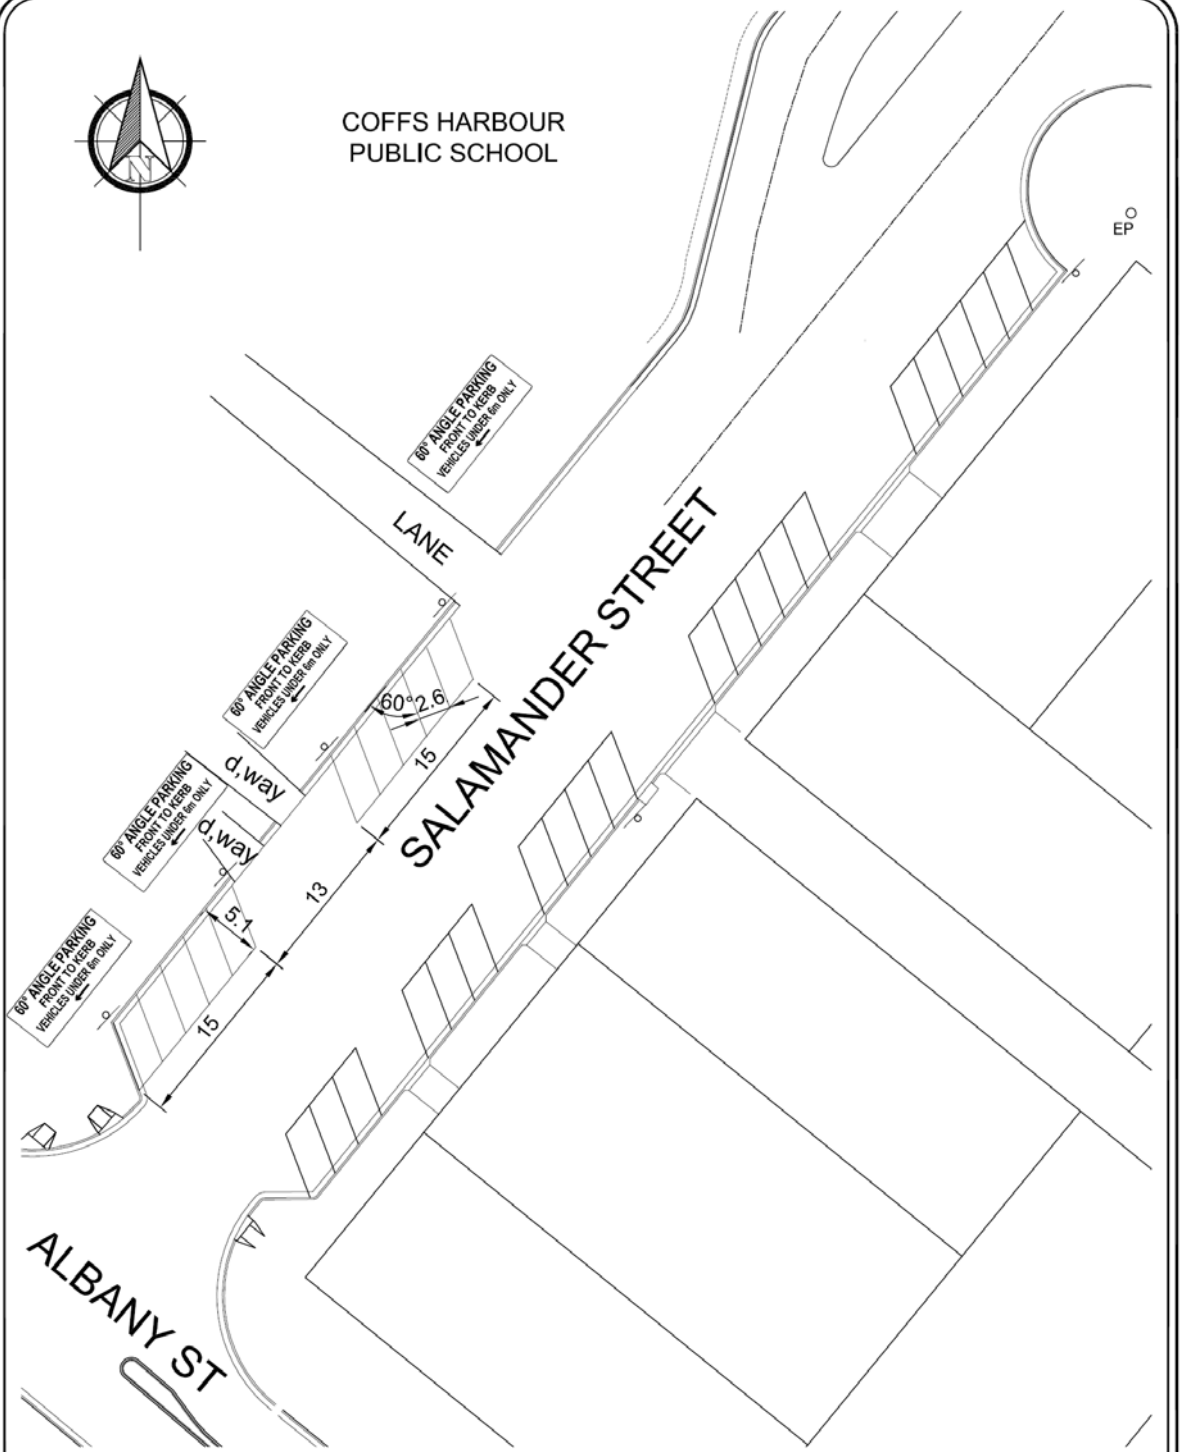 N
COFFS HARBOUR
PUBLIC SCHOOL
EP
60° ANGLE PARKING
FRONT TO KERB
VEHICLES UNDER 6m ONLY
LANE
SALAMANDER STREET
60° ANGLE PARKING
FRONT TO KERB
VEHICLES UNDER 6m ONLY
60°
2.6
15
d,way
60° ANGLE PARKING
FRONT TO KERB
VEHICLES UNDER 6m ONLY
d,way
13
5.1
60° ANGLE PARKING
FRONT TO KERB
VEHICLES UNDER 6m ONLY
15
ALBANY ST